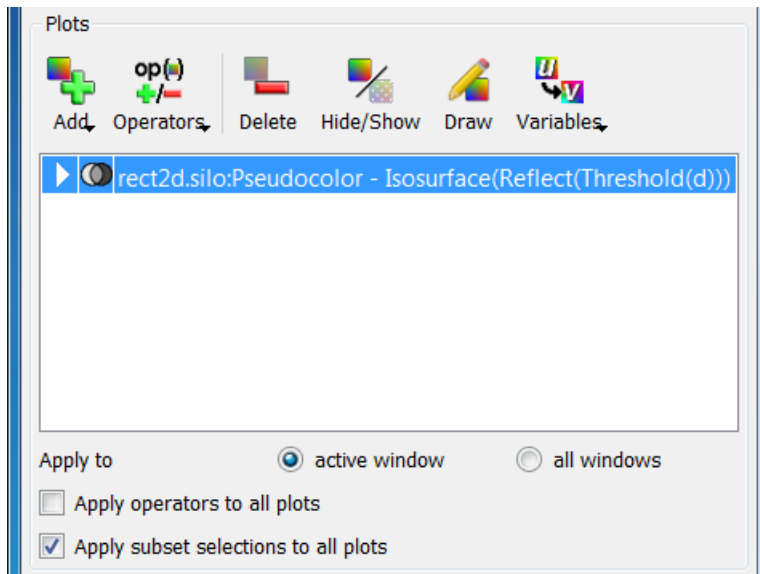 Plots
op( ) +/-
Add Operators Delete Hide/Show Draw Variables
u v
rect2d.silo:Pseudocolor - Isosurface(Reflect(Threshold(d)))
Apply to active window all windows
Apply operators to all plots
Apply subset selections to all plots